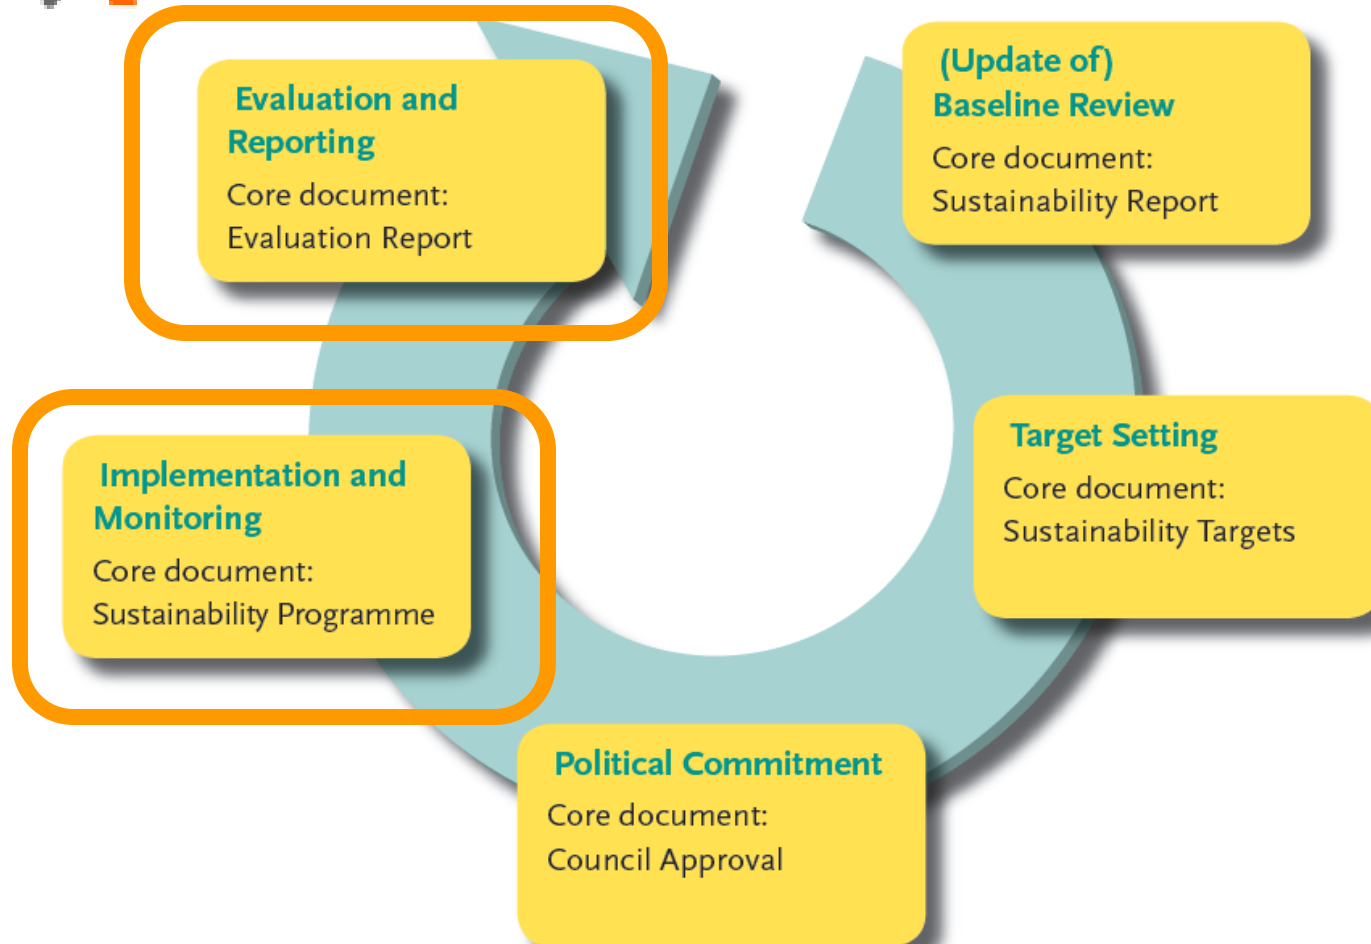 (Update of)
Baseline Review
Core document:
Sustainability Report
Target Setting
Core document:
Sustainability Targets
Political Commitment
Core document:
Council Approval
Implementation and
Monitoring
Core document:
Sustainability Programme
Evaluation and
Reporting
Core document:
Evaluation Report